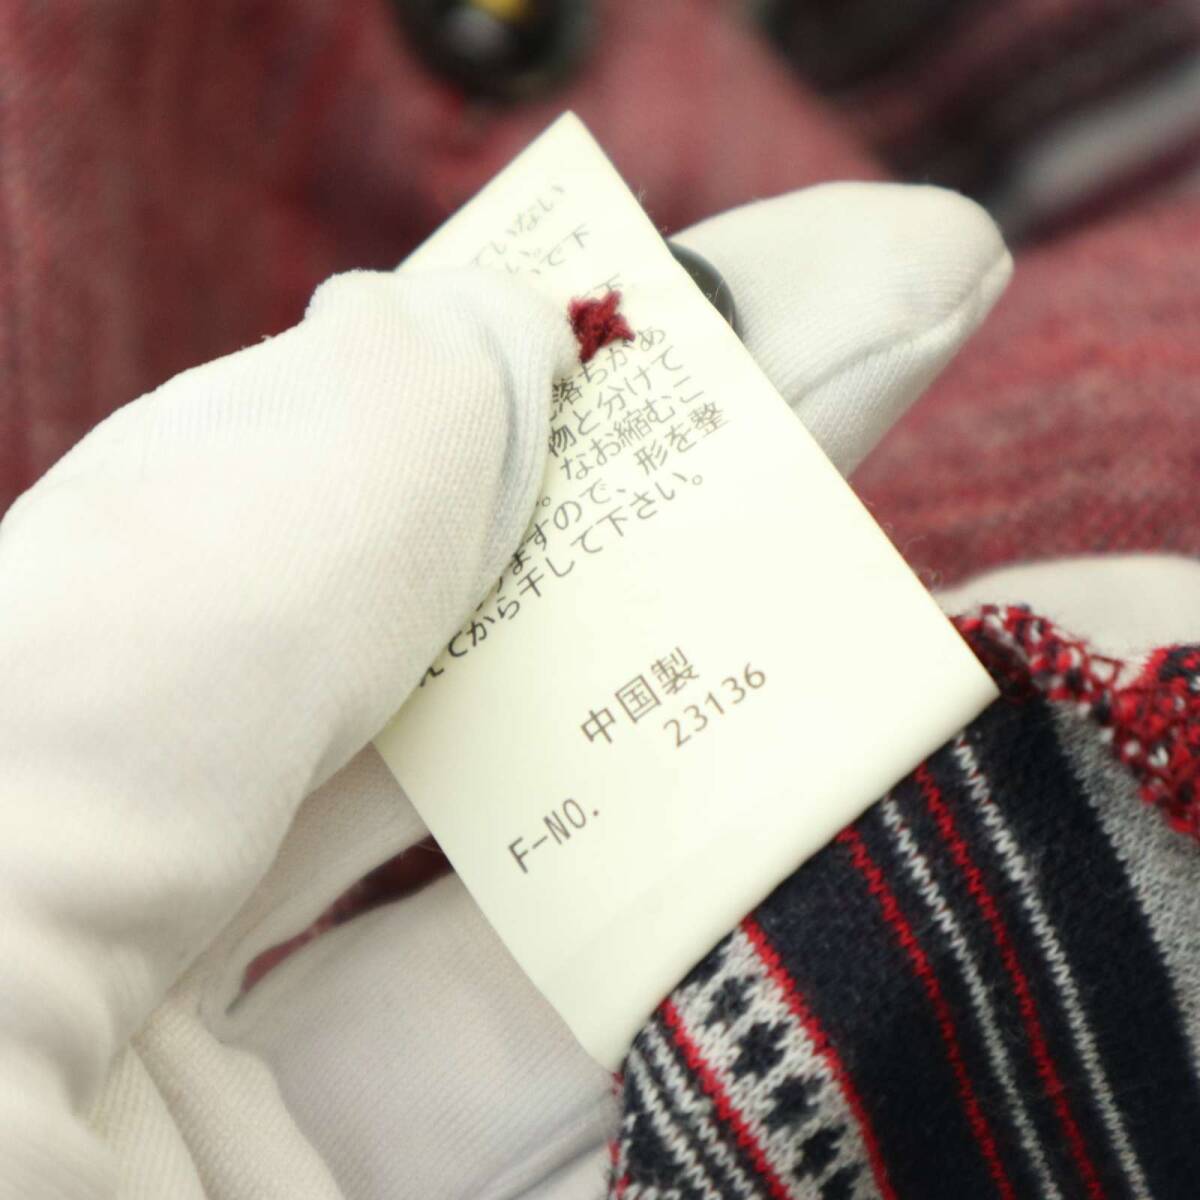 ていない
いで下
落ちがあ
物と分けて
なお縮むこ
ますので、形を整
えてから干して下さい。
中国製
23136
F-NO.